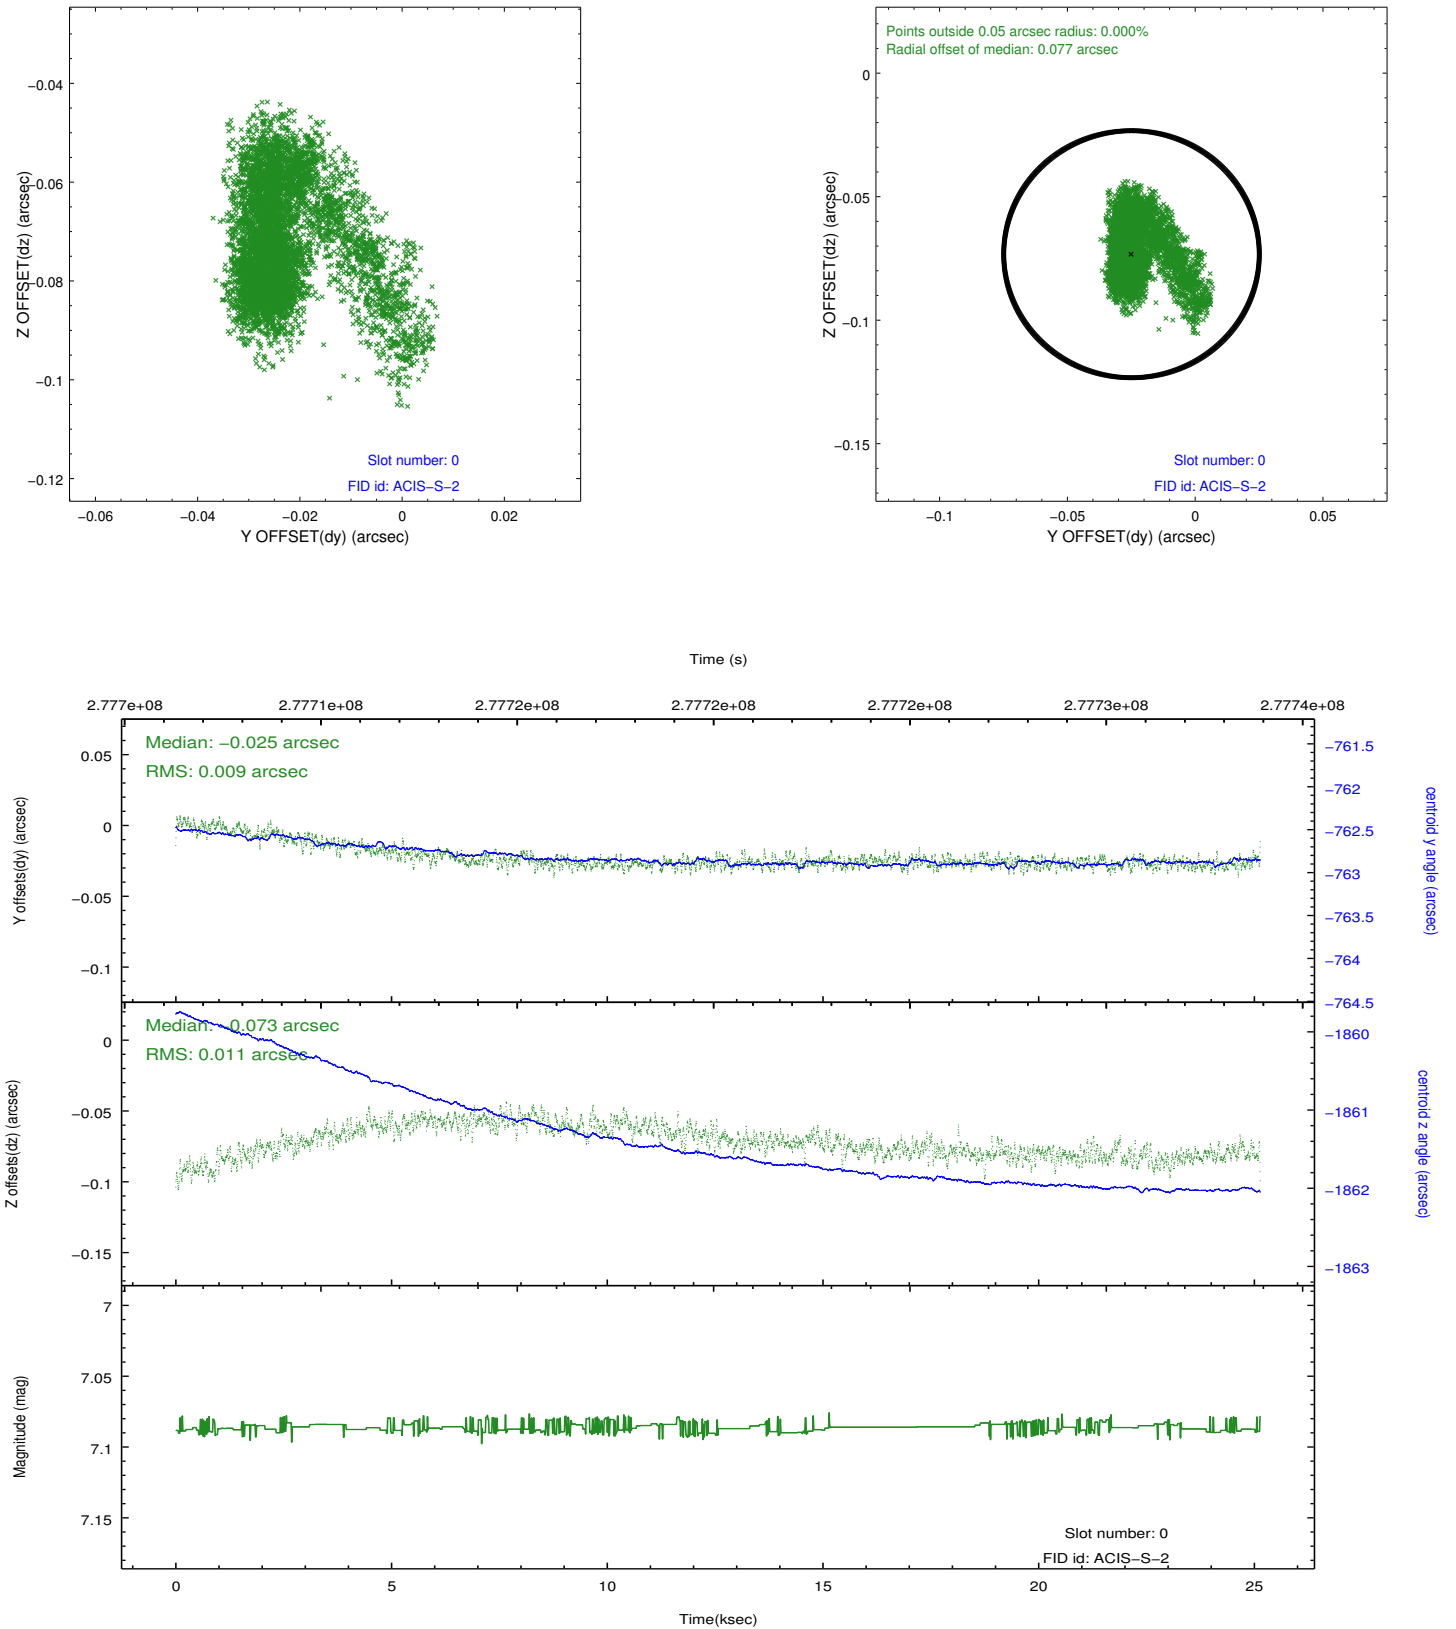 −0.04
−0.06
−0.08
−0.1
−0.12
Z OFFSET(dz) (arcsec)
Slot number: 0
FID id: ACIS−S−2
−0.06 −0.04 −0.02 0 0.02
Y OFFSET(dy) (arcsec)
Points outside 0.05 arcsec radius: 0.000%
Radial offset of median: 0.077 arcsec
0
−0.05
−0.1
−0.15
Z OFFSET(dz) (arcsec)
Slot number: 0
FID id: ACIS−S−2
−0.1 −0.05 0 0.05
Y OFFSET(dy) (arcsec)
Time (s)
2.777e+08 2.7771e+08 2.7772e+08 2.7772e+08 2.7772e+08 2.7773e+08 2.7774e+08
Median: −0.025 arcsec
RMS: 0.009 arcsec
0.05
0
−0.05
−0.1
Y offsets(dy) (arcsec)
−761.5
−762
−762.5
−763
−763.5
−764
−764.5
centroid y angle (arcsec)
Median: −0.073 arcsec
RMS: 0.011 arcsec
0
−0.05
−0.1
−0.15
Z offsets(dz) (arcsec)
−1860
−1861
−1862
−1863
centroid z angle (arcsec)
7
7.05
7.1
7.15
Magnitude (mag)
Slot number: 0
FID id: ACIS−S−2
0 5 10 15 20 25
Time(ksec)